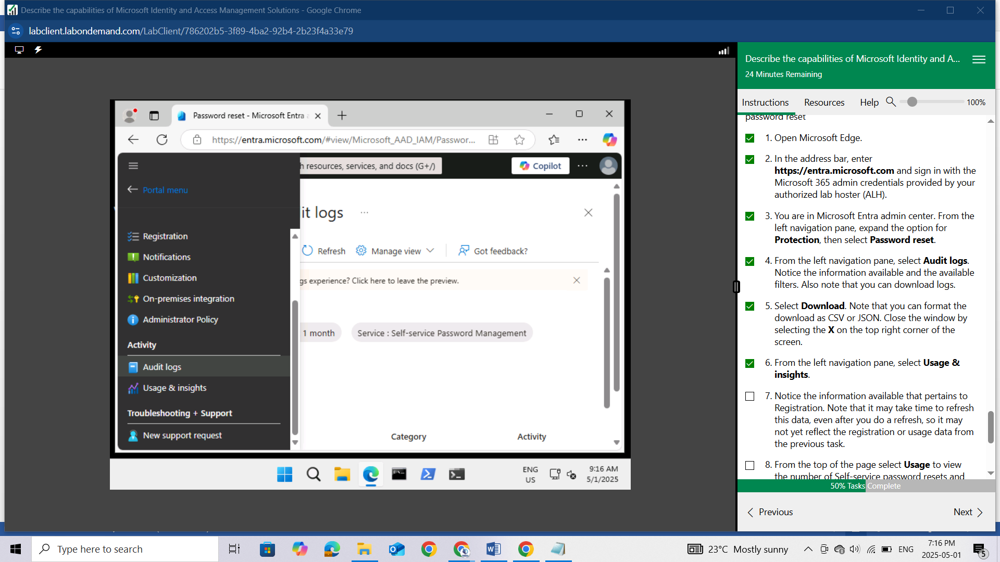 Describe the capabilities of Microsoft Identity and Access Management Solutions - Google Chrome
labclient.labondemand.com/LabClient/786202b5-3f89-4ba2-92b4-2b23f4a33e79
Password reset - Microsoft Entra a
https://entra.microsoft.com/#view/Microsoft_AAD_IAM/Passwor...
h resources, services, and docs (G+/)
Copilot
Portal menu
it logs
Registration
Notifications
Customization
On-premises integration
Administrator Policy
Activity
Audit logs
Usage & insights
Troubleshooting + Support
New support request
Refresh
Manage view
Got feedback?
gs experience? Click here to leave the preview.
1 month
Service : Self-service Password Management
Category
Activity
ENG
US
9:16 AM
5/1/2025
Describe the capabilities of Microsoft Identity and A...
24 Minutes Remaining
Instructions
Resources
Help
100%
password reset
1. Open Microsoft Edge.
2. In the address bar, enter
https://entra.microsoft.com and sign in with the
Microsoft 365 admin credentials provided by your
authorized lab hoster (ALH).
3. You are in Microsoft Entra admin center. From the
left navigation pane, expand the option for
Protection, then select Password reset.
4. From the left navigation pane, select Audit logs.
Notice the information available and the available
filters. Also note that you can download logs.
5. Select Download. Note that you can format the
download as CSV or JSON. Close the window by
selecting the X on the top right corner of the
screen.
6. From the left navigation pane, select Usage &
insights.
7. Notice the information available that pertains to
Registration. Note that it may take time to refresh
this data, even after you do a refresh, so it may
not yet reflect the registration or usage data from
the previous task.
8. From the top of the page select Usage to view
the number of Self-service password resets and
50% Tasks Complete
Previous
Next
Type here to search
23°C Mostly sunny
ENG
7:16 PM
2025-05-01
5